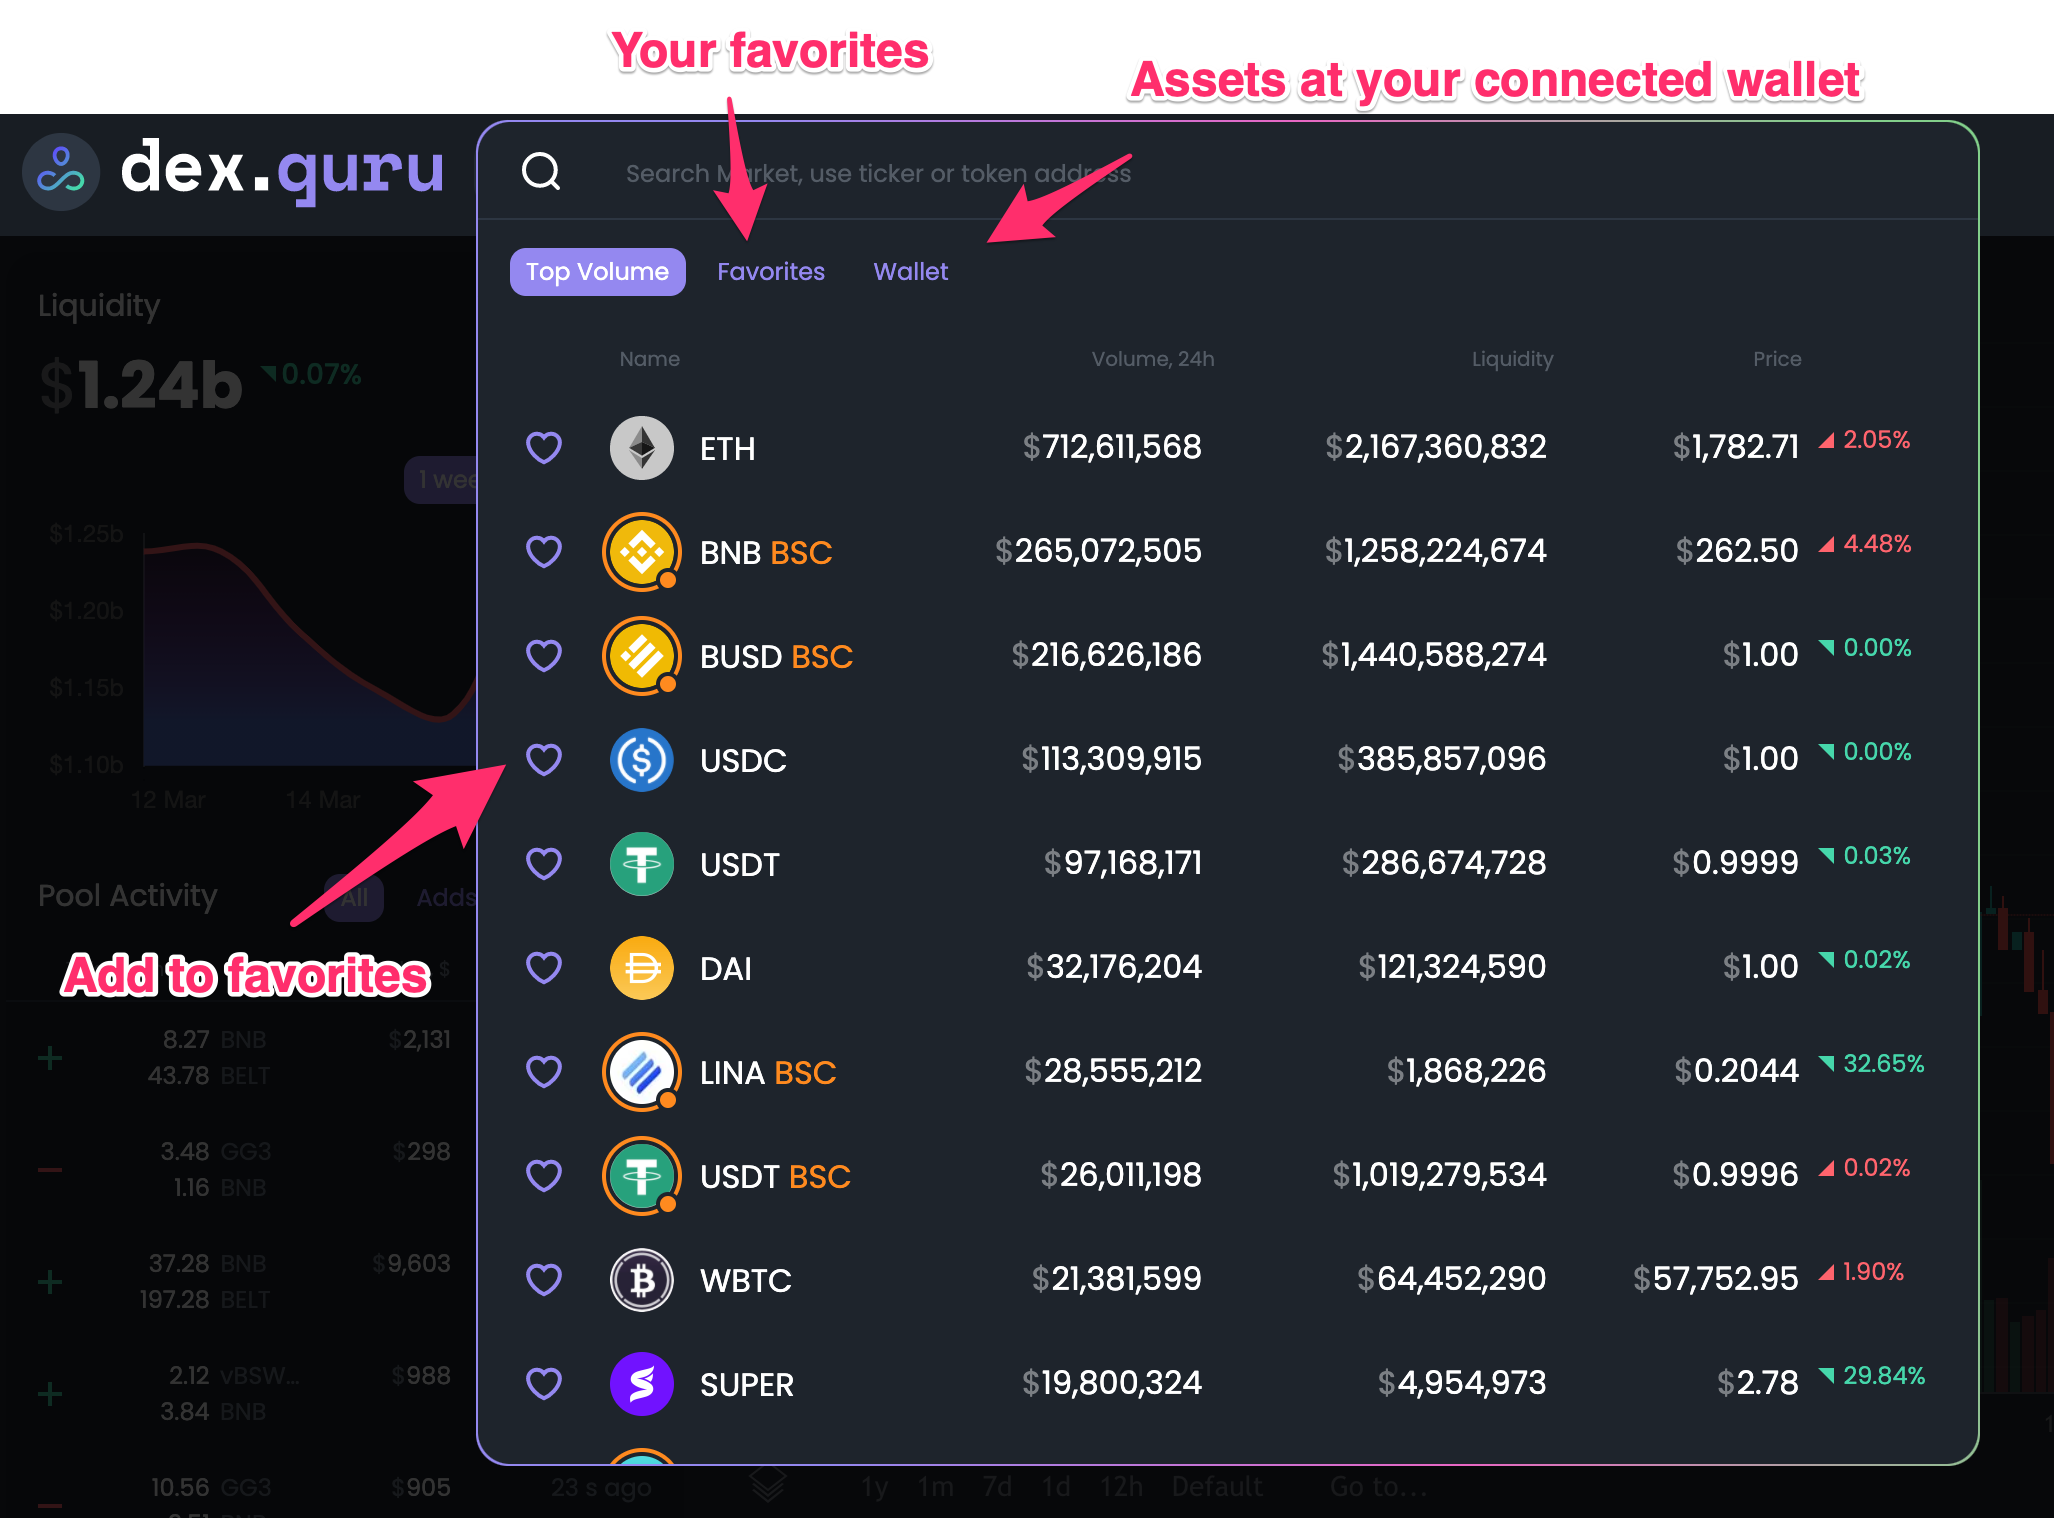 Your favorites
Assets at your connected wallet
dex.guru
Search Market, use ticker or token address
Top Volume Favorites Wallet
Name Volume, 24h Liquidity Price
ETH $712,611,568 $2,167,360,832 $1,782.71 2.05%
BNB BSC $265,072,505 $1,258,224,674 $262.50 4.48%
BUSD BSC $216,626,186 $1,440,588,274 $1.00 0.00%
USDC $113,309,915 $385,857,096 $1.00 0.00%
USDT $97,168,171 $286,674,728 $0.9999 0.03%
DAI $32,176,204 $121,324,590 $1.00 0.02%
LINA BSC $28,555,212 $1,868,226 $0.2044 32.65%
USDT BSC $26,011,198 $1,019,279,534 $0.9996 0.02%
WBTC $21,381,599 $64,452,290 $57,752.95 1.90%
SUPER $19,800,324 $4,954,973 $2.78 29.84%
Liquidity
$1.24b 0.07%
1 wee
$1.25b
$1.20b
$1.15b
$1.10b
12 Mar 14 Mar
Pool Activity All Adds
Add to favorites
$
8.27 BNB $2,131
43.78 BELT
3.48 GG3 $298
1.16 BNB
37.28 BNB $9,603
197.28 BELT
2.12 vBSW... $988
3.84 BNB
10.56 GG3 $905 23 s ago
1y 1m 7d 1d 12h Default Go to...